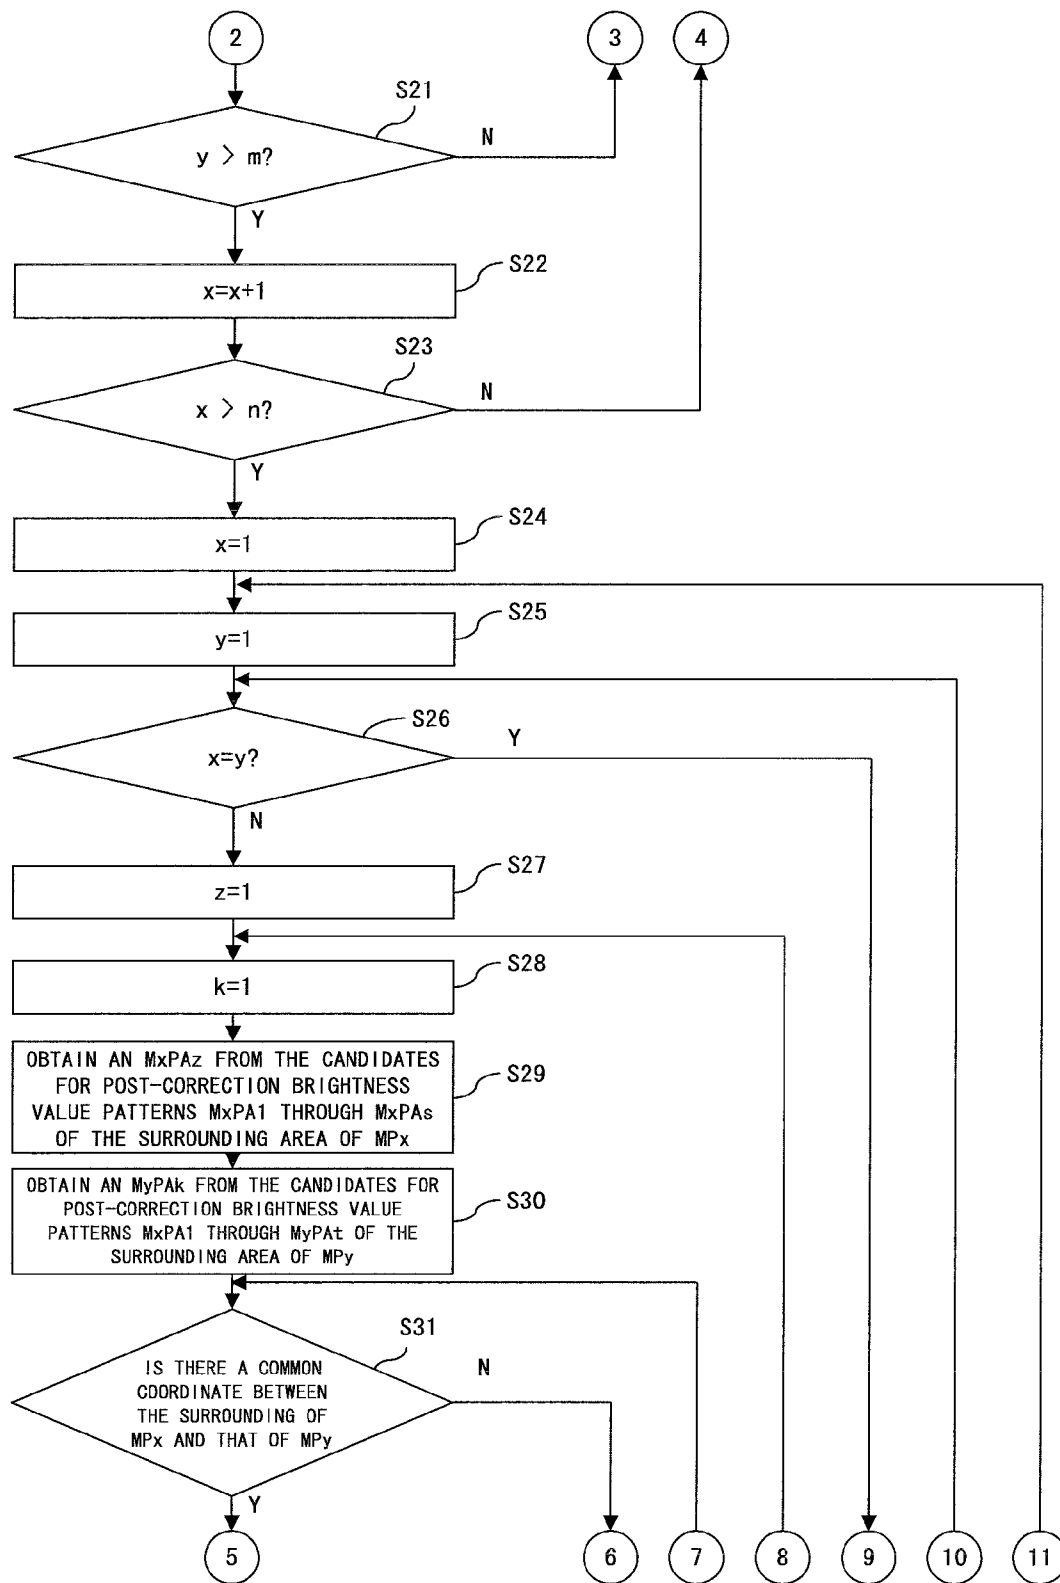 2
3
4
S21
y > m?
N
Y
S22
x=x+1
S23
x > n?
N
Y
S24
x=1
S25
y=1
S26
x=y?
Y
N
S27
z=1
S28
k=1
OBTAIN AN MxPAz FROM THE CANDIDATES
FOR POST-CORRECTION BRIGHTNESS
VALUE PATTERNS MxPA1 THROUGH MxPAs
OF THE SURROUNDING AREA OF MPx
S29
OBTAIN AN MyPAk FROM THE CANDIDATES FOR
POST-CORRECTION BRIGHTNESS VALUE
PATTERNS MxPA1 THROUGH MyPAt OF THE
SURROUNDING AREA OF MPy
S30
S31
IS THERE A COMMON
COORDINATE BETWEEN
THE SURROUNDING OF
MPx AND THAT OF MPy
N
Y
5
6
7
8
9
10
11